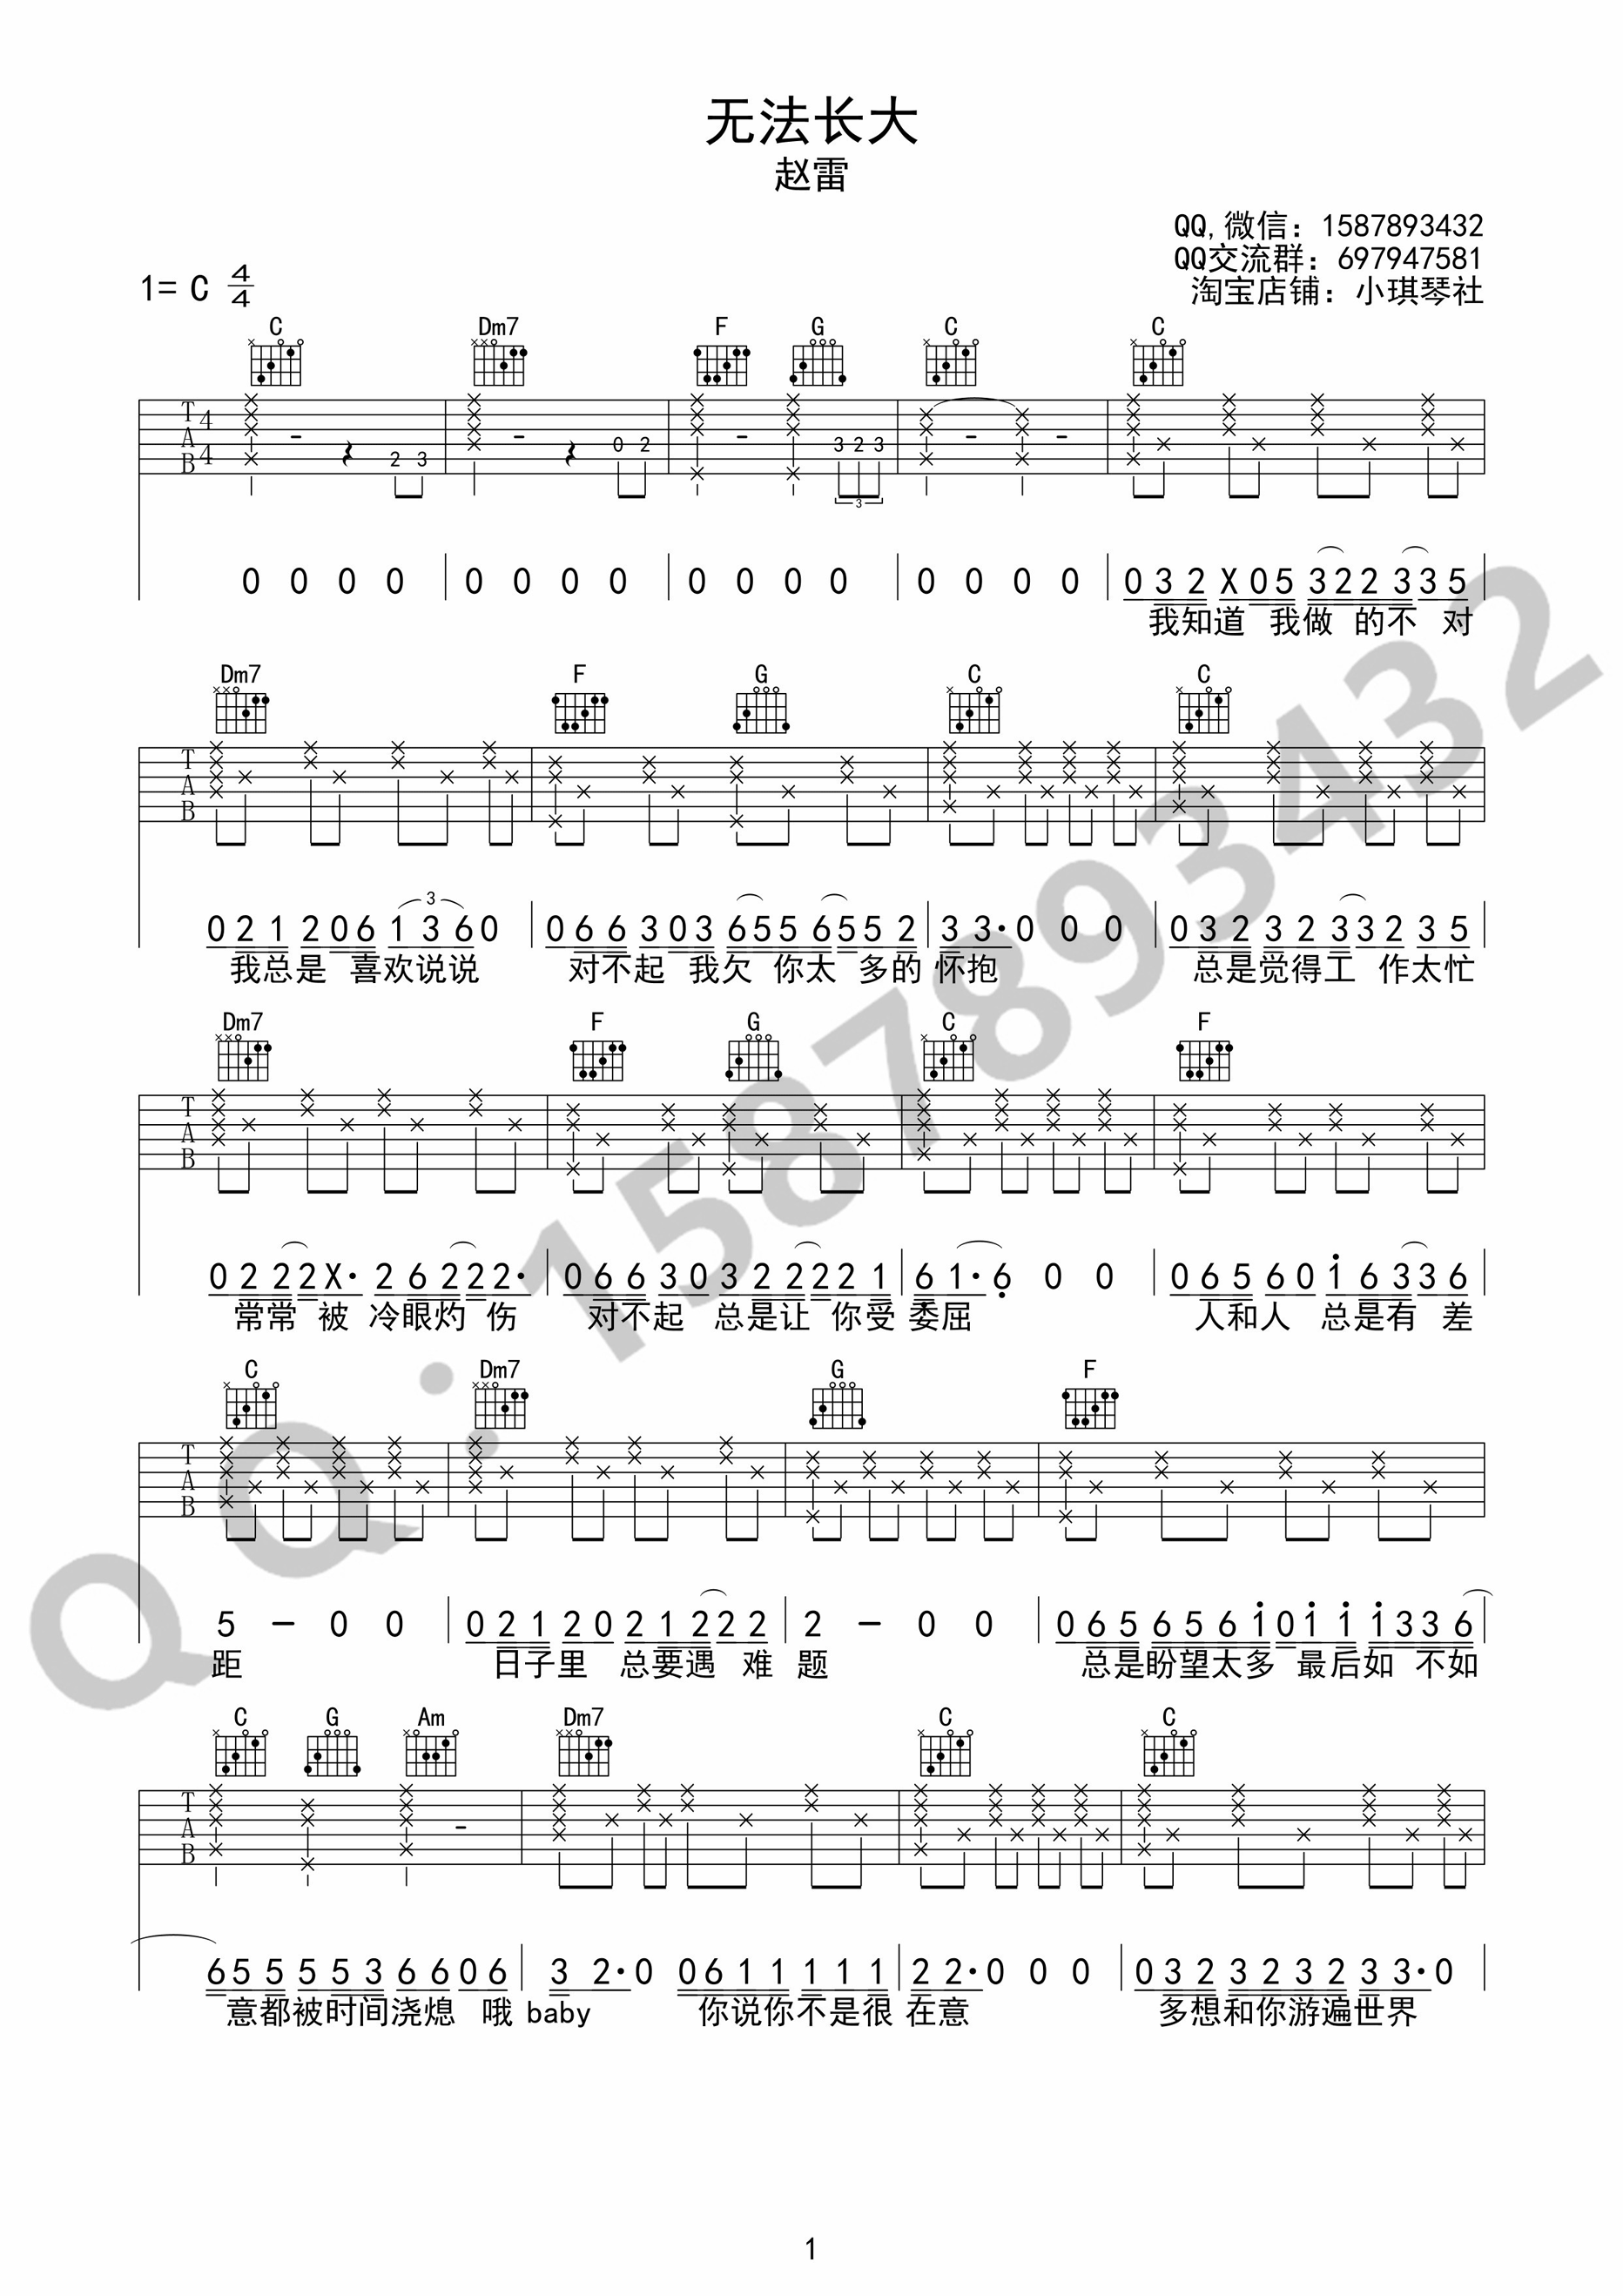 无法长大
赵雷
QQ,微信：1587893432
QQ交流群：697947581
淘宝店铺：小琪琴社
1= C 4/4
C Dm7 F G C C
T A B 4 4 2 3 0 2 3 2 3
3
0 0 0 0 | 0 0 0 0 | 0 0 0 0 | 0 0 0 0 | 0 3 2 X 0 5 3 2 2 3 3 5 |
我知道 我做 的不 对
Dm7 F G C C
T A B
3
0 2 1 2 0 6 1 3 6 0 | 0 6 6 3 0 3 6 5 5 6 5 5 2 | 3 3· 0 0 0 | 0 3 2 3 2 3 3 2 3 5 |
我总是 喜欢说说 对不起 我欠 你太 多的 怀抱 总是觉得工 作太忙
Dm7 F G C F
T A B
0 2 2 2 X· 2 6 2 2 2· | 0 6 6 3 0 3 2 2 2 2 1 | 6 1· 6 0 0 | 0 6 5 6 0 1 6 3 3 6 |
常常 被 冷眼灼 伤 对不起 总是让 你受 委屈 人和人 总是有 差
C Dm7 G F
T A B
5 - 0 0 | 0 2 1 2 0 2 1 2 2 2 | 2 - 0 0 | 0 6 5 6 5 6 1 0 1 1 1 3 3 6 |
距 日子里 总要遇 难 题 总是盼望太多 最后如 不如
C G Am Dm7 C C
T A B
6 5 5 5 5 3 6 6 0 6 | 3 2· 0 0 6 1 1 1 1 1 | 2 2· 0 0 0 | 0 3 2 3 2 3 2 3 3· 0 |
意都被时间浇熄 哦 baby 你说你不是很 在意 多想和你游遍世界
1
QQ:1587893432